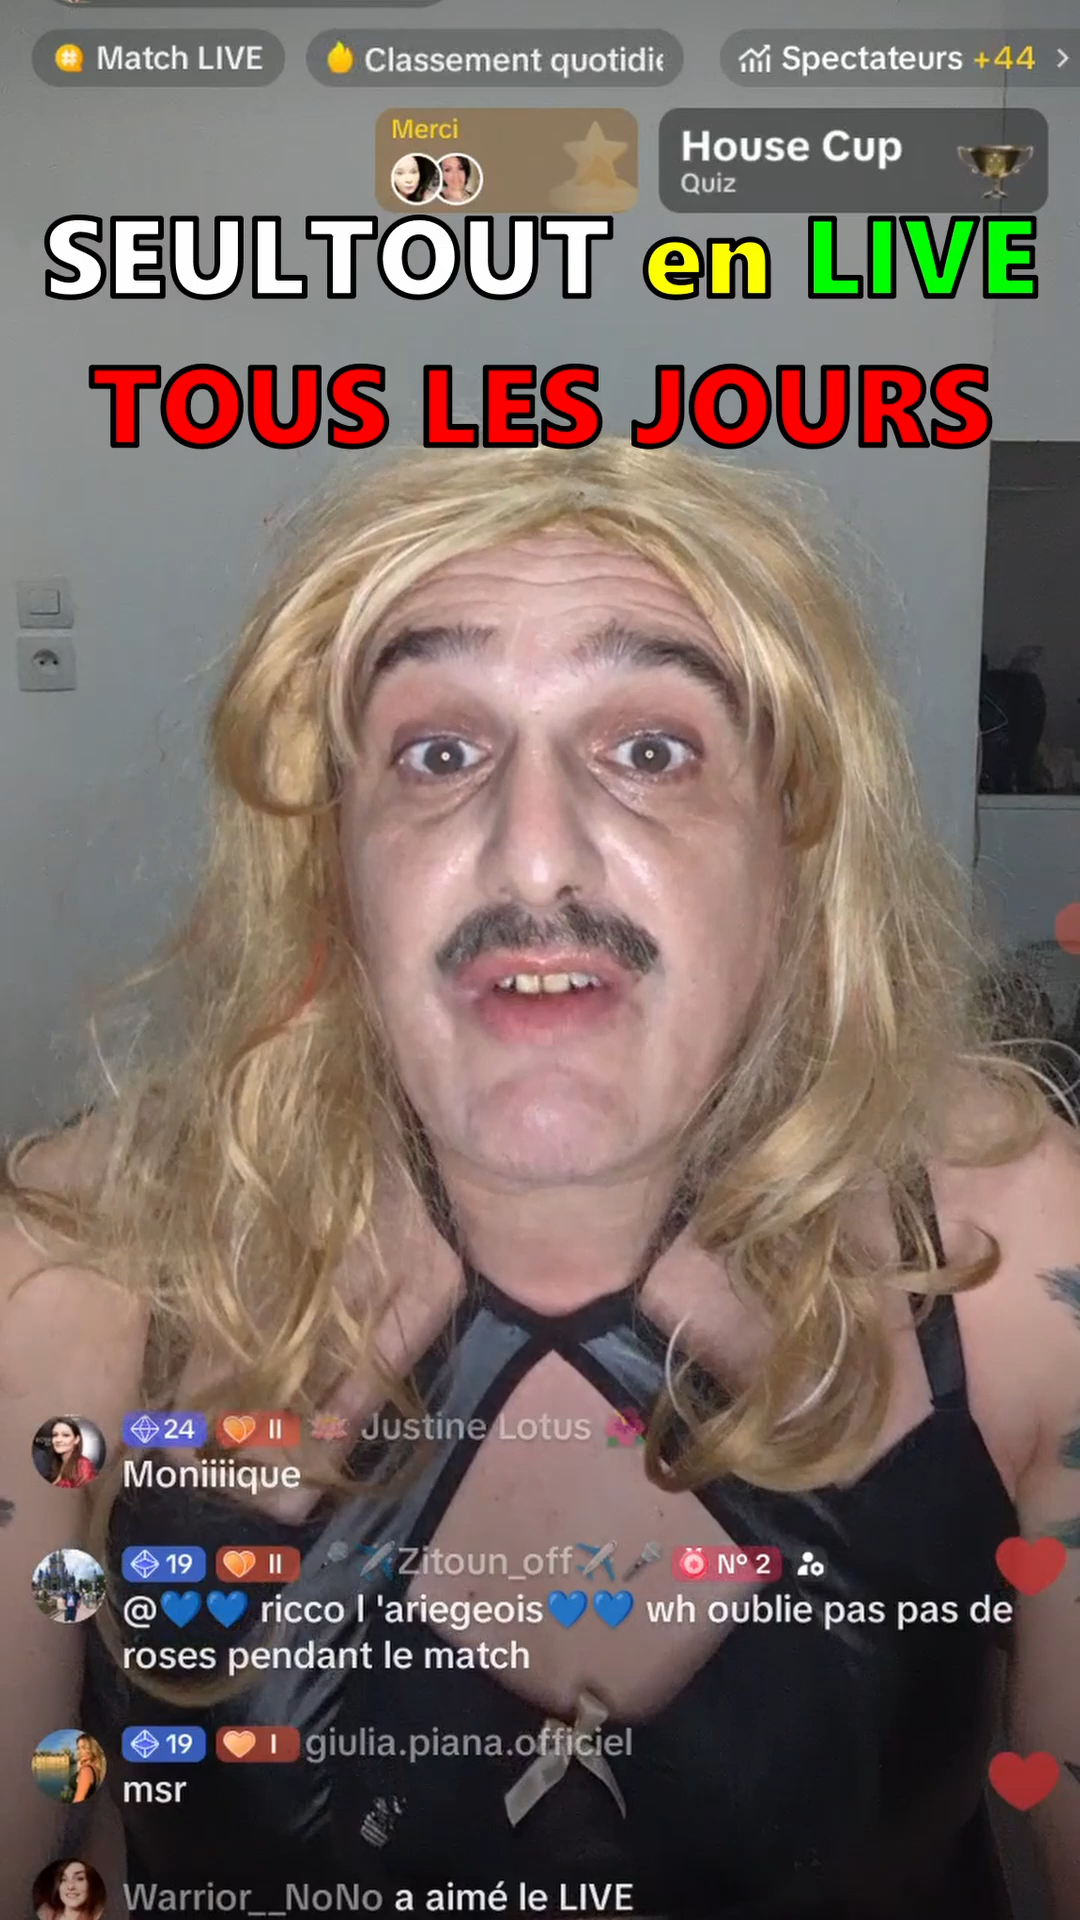 Match LIVE
Classement quotidie
Spectateurs +44
Merci
House Cup
Quiz
SEULTOUT en LIVE
TOUS LES JOURS
24 II Justine Lotus
Moniiiique
19 II Zitoun_off N° 2
@💙💙 ricco l 'ariegeois💙💙 wh oublie pas pas de
roses pendant le match
19 I giulia.piana.officiel
msr
Warrior__NoNo a aimé le LIVE